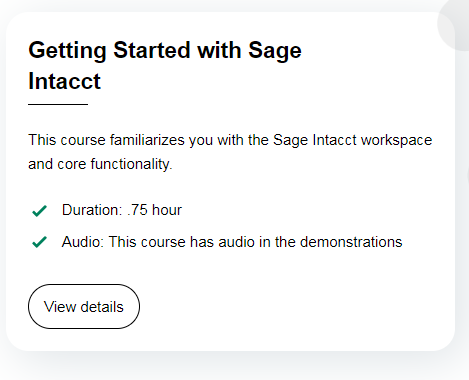 Getting Started with Sage
Intacct
This course familiarizes you with the Sage Intacct workspace
and core functionality.
Duration: .75 hour
Audio: This course has audio in the demonstrations
View details